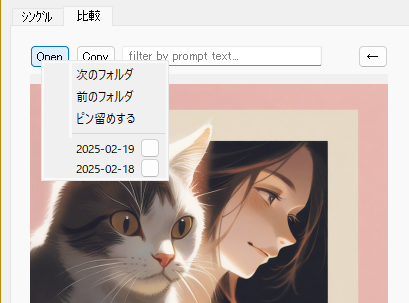 シングル 比較
Open Copy filter by prompt text... ←
次のフォルダ
前のフォルダ
ピン留めする
2025-02-19
2025-02-18